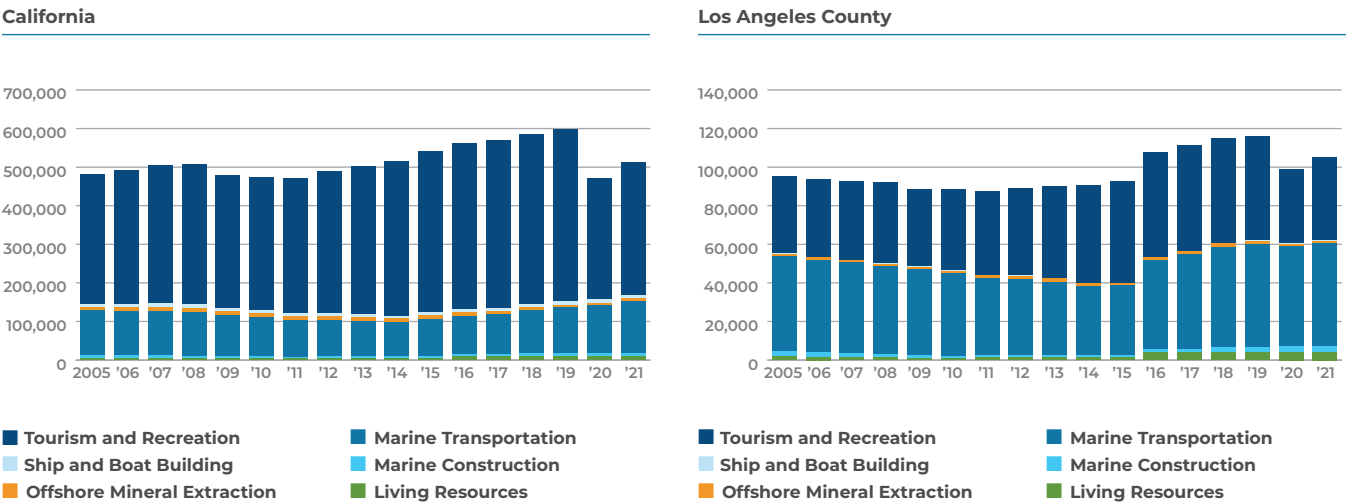 California
700,000
600,000
500,000
400,000
300,000
200,000
100,000
0
2005 ’06 ’07 ’08 ’09 ’10 ’11 ’12 ’13 ’14 ’15 ’16 ’17 ’18 ’19 ’20 ’21
Tourism and Recreation
Marine Transportation
Ship and Boat Building
Marine Construction
Offshore Mineral Extraction
Living Resources
Los Angeles County
140,000
120,000
100,000
80,000
60,000
40,000
20,000
0
2005 ’06 ’07 ’08 ’09 ’10 ’11 ’12 ’13 ’14 ’15 ’16 ’17 ’18 ’19 ’20 ’21
Tourism and Recreation
Marine Transportation
Ship and Boat Building
Marine Construction
Offshore Mineral Extraction
Living Resources